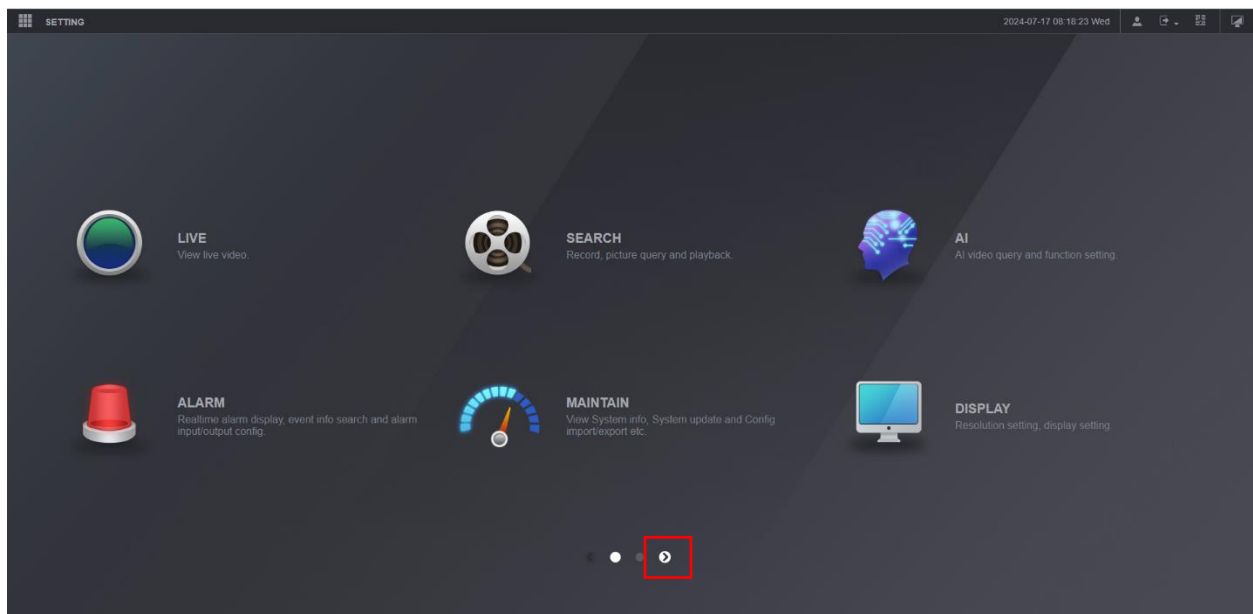 SETTING
2024-07-17 08:18:23 Wed
LIVE
View live video.
SEARCH
Record, picture query and playback.
AI
AI video query and function setting.
ALARM
Realtime alarm display, event info search and alarm
input/output config.
MAINTAIN
View System info, System update and Config
import/export etc.
DISPLAY
Resolution setting, display setting.